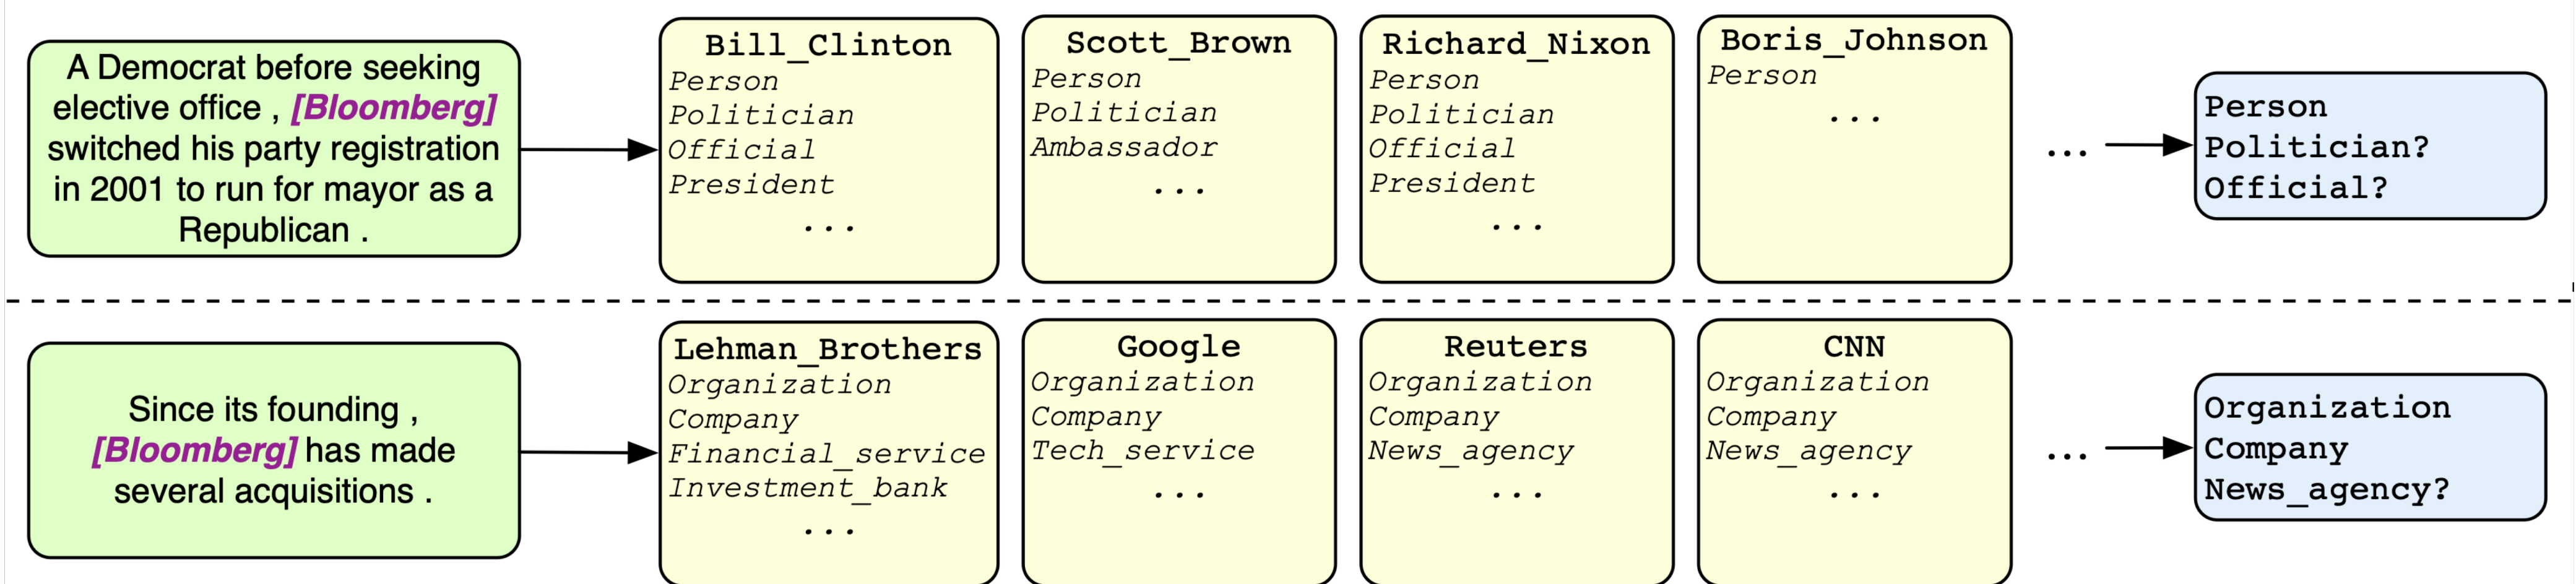 A Democrat before seeking
elective office , [Bloomberg]
switched his party registration
in 2001 to run for mayor as a
Republican .
Bill_Clinton
Person
Politician
Official
President
...
Scott_Brown
Person
Politician
Ambassador
...
Richard_Nixon
Person
Politician
Official
President
...
Boris_Johnson
Person
...
...
Person
Politician?
Official?
Since its founding ,
[Bloomberg] has made
several acquisitions .
Lehman_Brothers
Organization
Company
Financial_service
Investment_bank
...
Google
Organization
Company
Tech_service
...
Reuters
Organization
Company
News_agency
...
CNN
Organization
Company
News_agency
...
...
Organization
Company
News_agency?